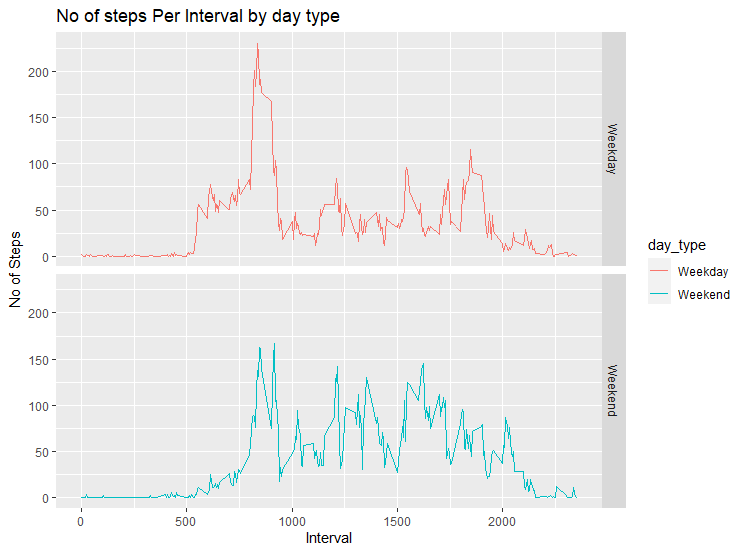 No of steps Per Interval by day type
No of Steps
200
150
100
50
0
Weekday
200
150
100
50
0
Weekend
0 500 1000 1500 2000
Interval
day_type
Weekday
Weekend